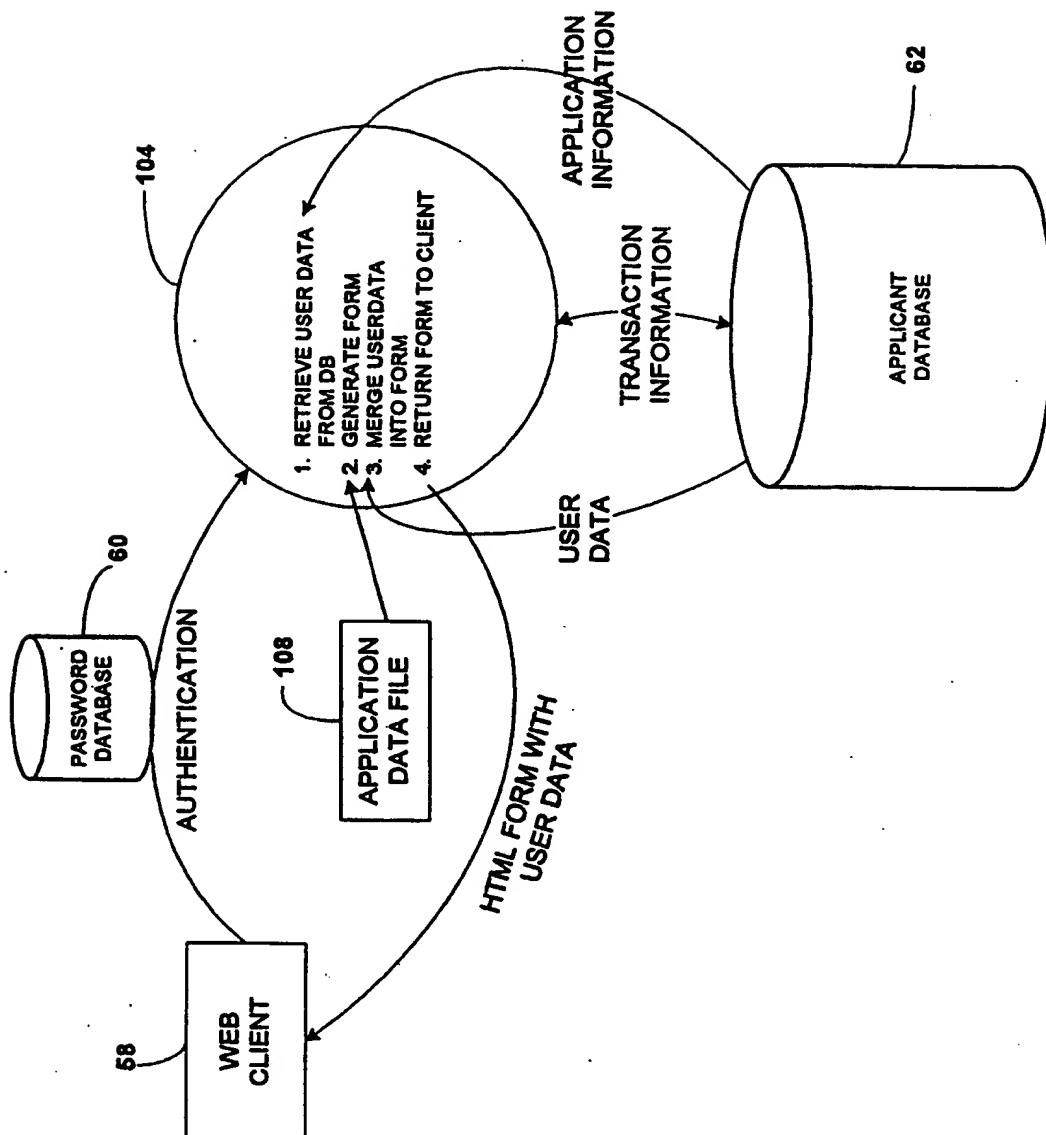 60
PASSWORD
DATABASE
AUTHENTICATION
58
WEB
CLIENT
108
APPLICATION
DATA FILE
HTML FORM WITH
USER DATA
104
1. RETRIEVE USER DATA
FROM DB
2. GENERATE FORM
3. MERGE USERDATA
INTO FORM
4. RETURN FORM TO CLIENT
USER
DATA
TRANSACTION
INFORMATION
APPLICATION
INFORMATION
62
APPLICANT
DATABASE